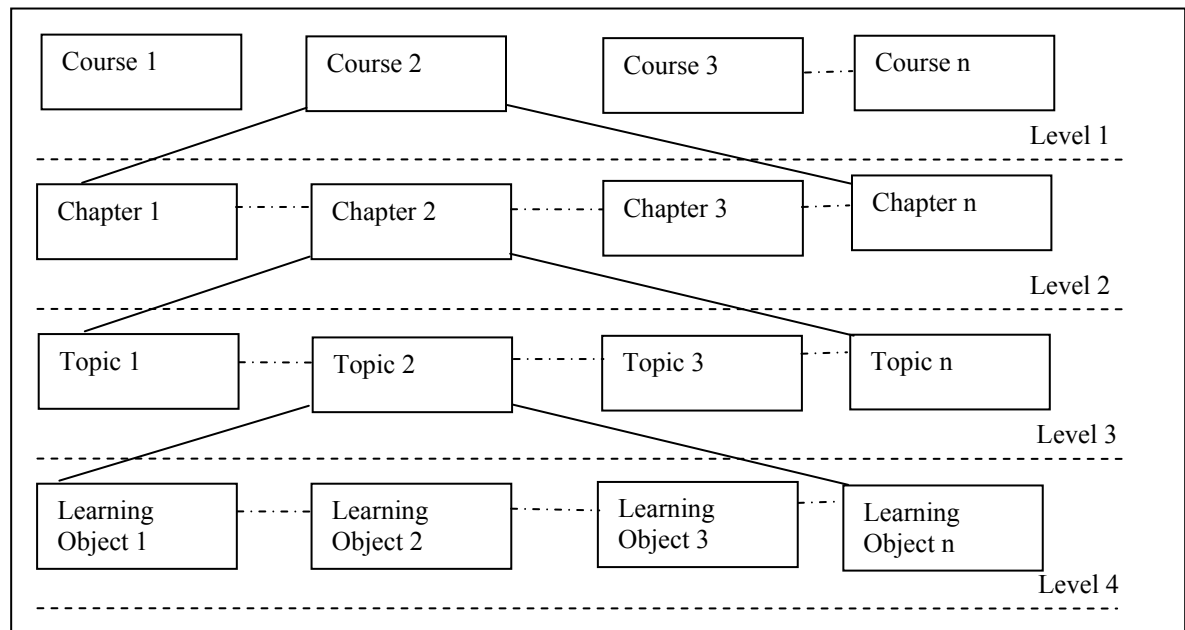 Course 1
Course 2
Course 3
Course n
Level 1
Chapter 1
Chapter 2
Chapter 3
Chapter n
Level 2
Topic 1
Topic 2
Topic 3
Topic n
Level 3
Learning
Object 1
Learning
Object 2
Learning
Object 3
Learning
Object n
Level 4